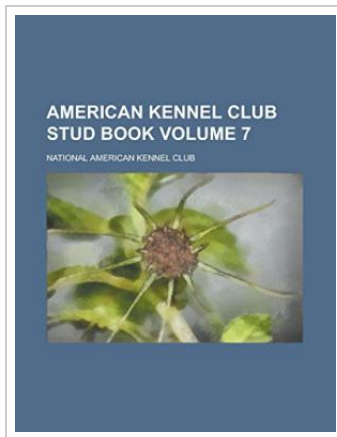 AMERICAN KENNEL CLUB
STUD BOOK VOLUME 7
NATIONAL AMERICAN KENNEL CLUB